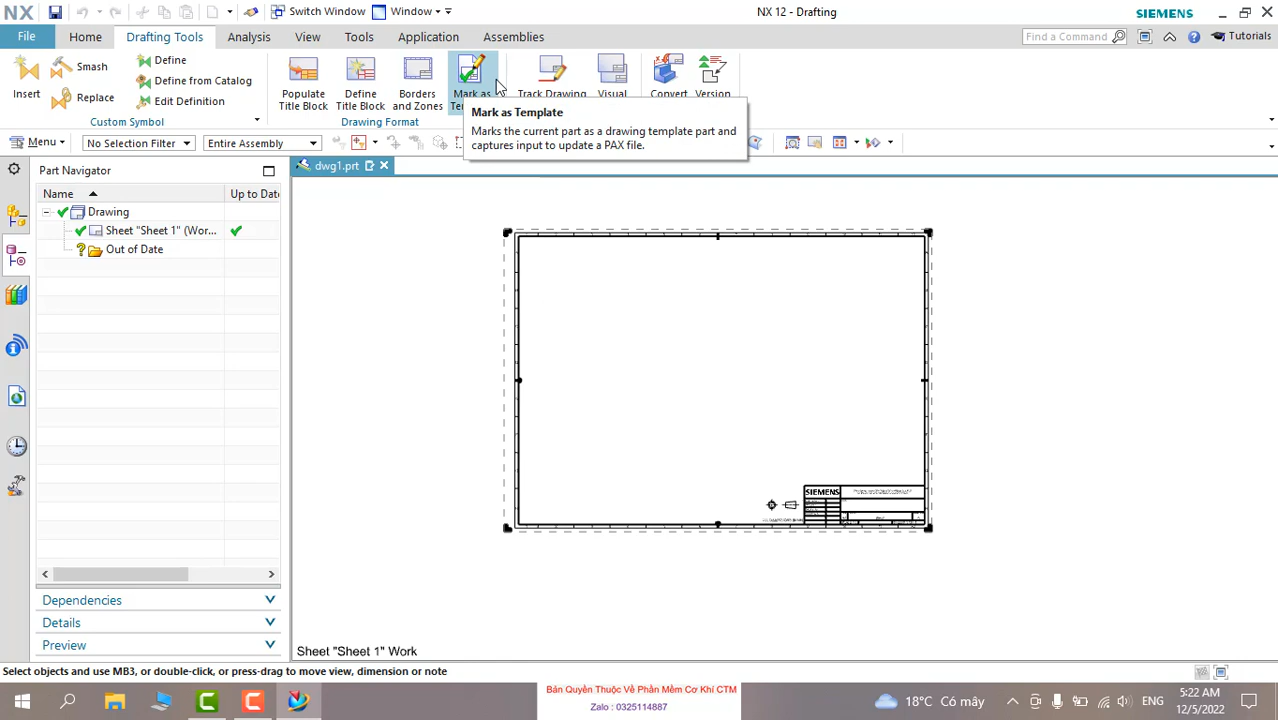 NX
Switch Window
Window
NX 12 - Drafting
SIEMENS
File
Home
Drafting Tools
Analysis
View
Tools
Application
Assemblies
Find a Command
Tutorials
Insert
Smash
Replace
Define
Define from Catalog
Edit Definition
Custom Symbol
Populate
Title Block
Define
Title Block
Borders
and Zones
Mark as
Drawing Format
Track Drawing
Visual
Convert
Version
Mark as Template
Marks the current part as a drawing template part and
captures input to update a PAX file.
Menu
No Selection Filter
Entire Assembly
Part Navigator
dwg1.prt
Name
Up to Date
Drawing
Sheet "Sheet 1" (Wor...
Out of Date
SIEMENS
Dependencies
Details
Preview
Sheet "Sheet 1" Work
Select objects and use MB3, or double-click, or press-drag to move view, dimension or note
Bản Quyền Thuộc Về Phần Mềm Cơ Khí CTM
Zalo : 0325114887
18°C Có mây
ENG
5:22 AM
12/5/2022